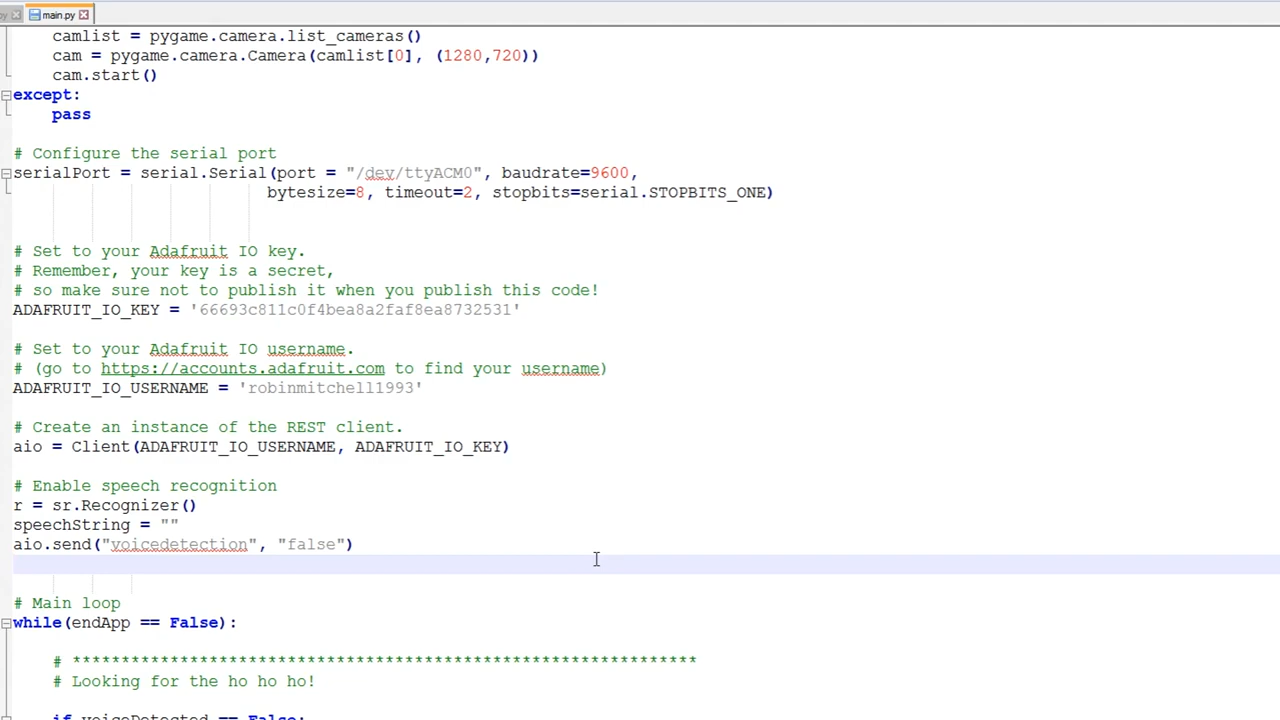 py
main.py
camlist = pygame.camera.list_cameras()
cam = pygame.camera.Camera(camlist[0], (1280,720))
cam.start()
except:
pass
# Configure the serial port
serialPort = serial.Serial(port = "/dev/ttyACM0", baudrate=9600,
bytesize=8, timeout=2, stopbits=serial.STOPBITS_ONE)
# Set to your Adafruit IO key.
# Remember, your key is a secret,
# so make sure not to publish it when you publish this code!
ADAFRUIT_IO_KEY = '66693c811c0f4bea8a2faf8ea8732531'
# Set to your Adafruit IO username.
# (go to https://accounts.adafruit.com to find your username)
ADAFRUIT_IO_USERNAME = 'robinmitchell1993'
# Create an instance of the REST client.
aio = Client(ADAFRUIT_IO_USERNAME, ADAFRUIT_IO_KEY)
# Enable speech recognition
r = sr.Recognizer()
speechString = ""
aio.send("voicedetection", "false")
# Main loop
while(endApp == False):
# ****************************************************************
# Looking for the ho ho ho!
if voiceDetected == False: